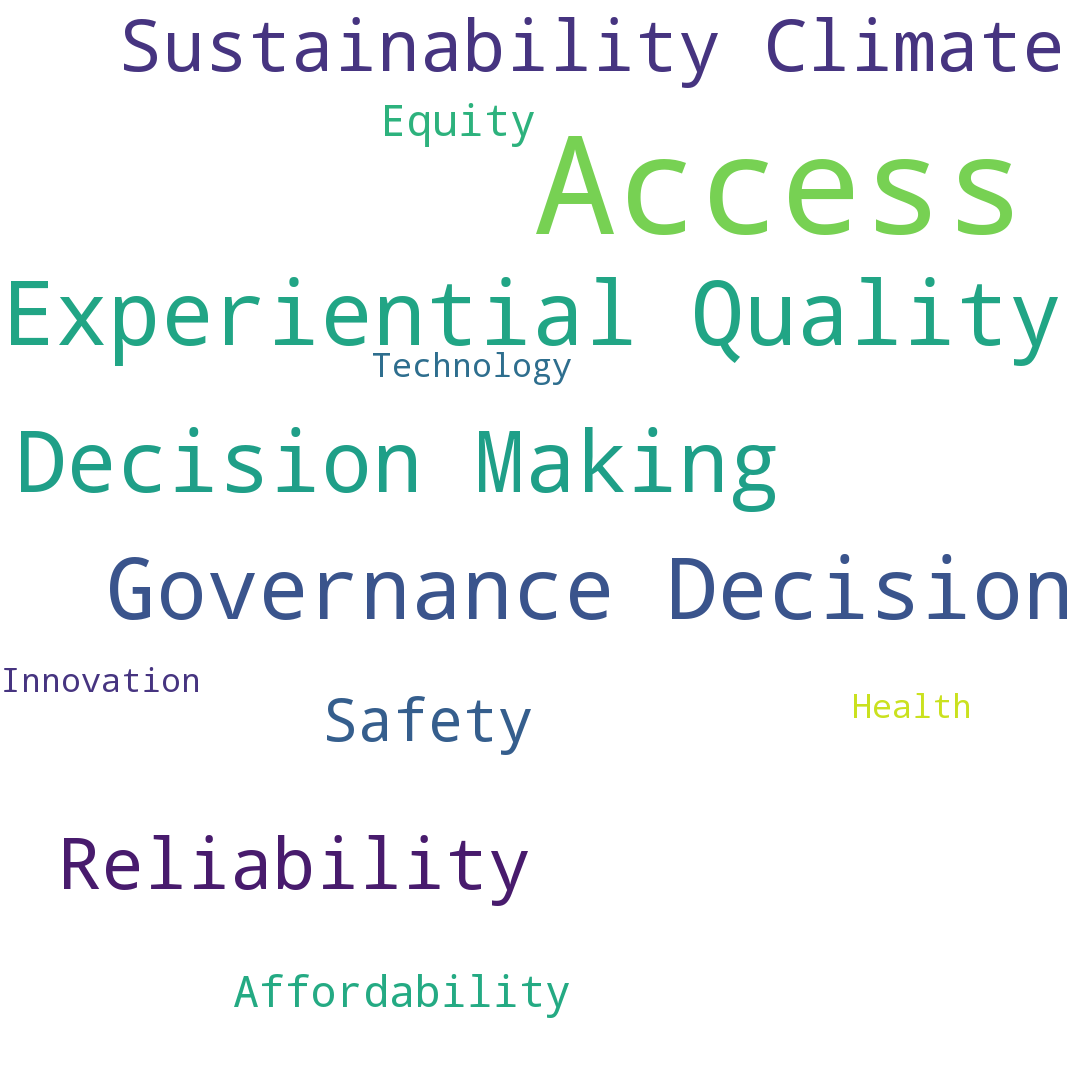 Sustainability Climate
Equity
Access
Experiential Quality
Technology
Decision Making
Governance Decision
Innovation
Safety
Health
Reliability
Affordability